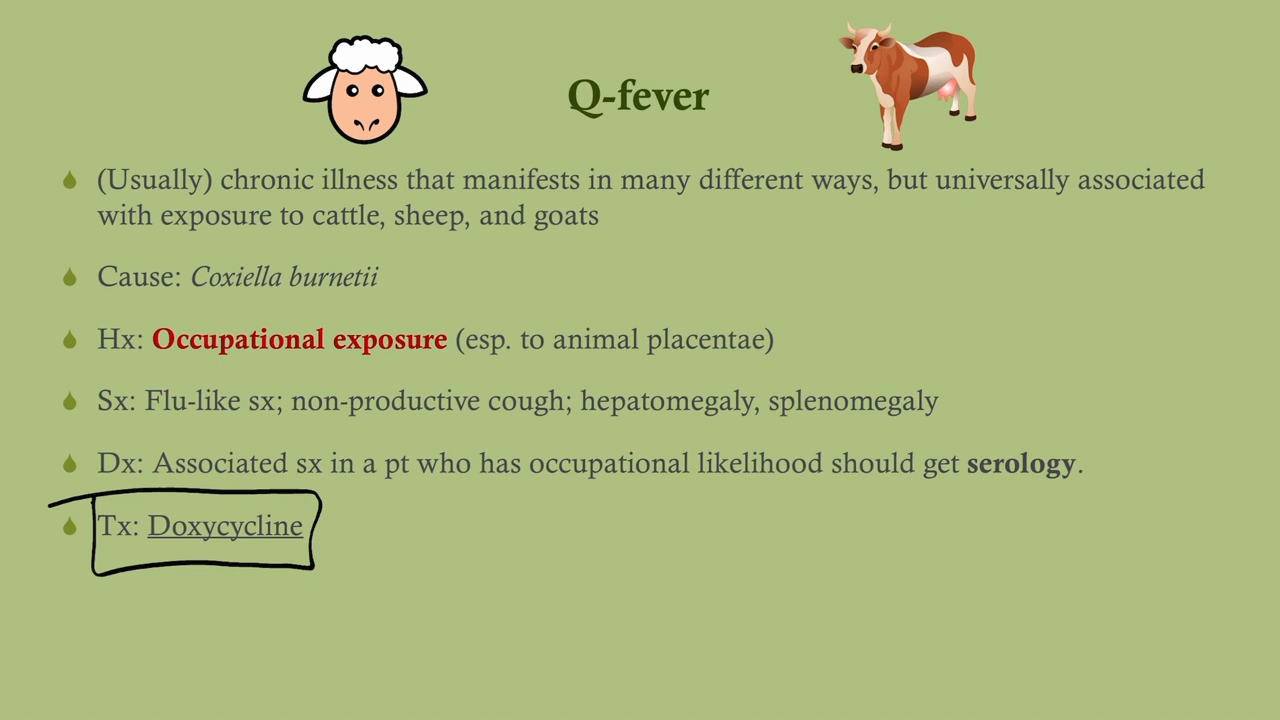 Q-fever
(Usually) chronic illness that manifests in many different ways, but universally associated
with exposure to cattle, sheep, and goats
Cause: Coxiella burnetii
Hx: Occupational exposure (esp. to animal placentae)
Sx: Flu-like sx; non-productive cough; hepatomegaly, splenomegaly
Dx: Associated sx in a pt who has occupational likelihood should get serology.
Tx: Doxycycline